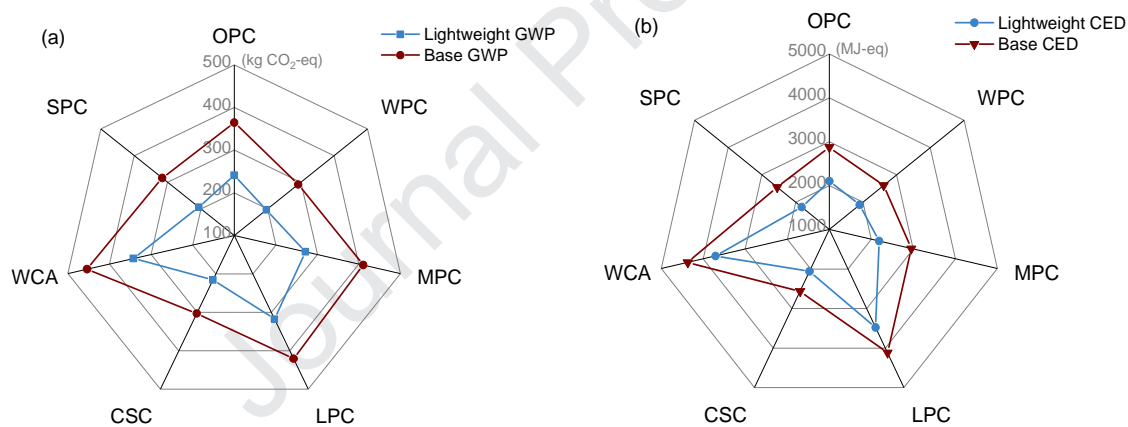 (a)
OPC
Lightweight GWP
Base GWP
500 (kg CO₂-eq)
400
300
200
100
SPC
WPC
WCA
MPC
CSC
LPC
(b)
OPC
Lightweight CED
Base CED
5000 (MJ-eq)
4000
3000
2000
1000
SPC
WPC
WCA
MPC
CSC
LPC
Journal Pre